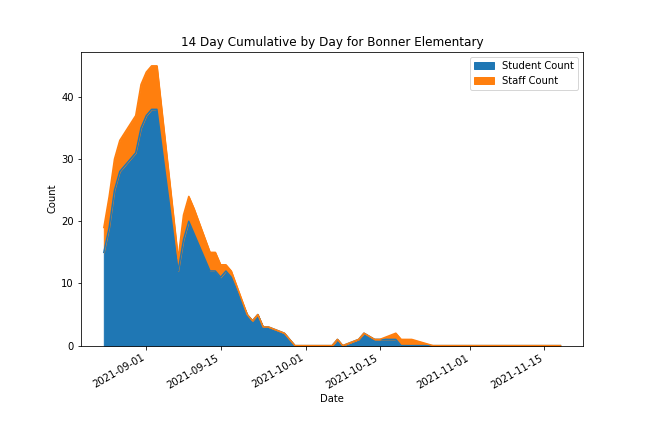 14 Day Cumulative by Day for Bonner Elementary
Student Count
Staff Count
40
30
20
10
0
Count
2021-09-01
2021-09-15
2021-10-01
2021-10-15
2021-11-01
2021-11-15
Date